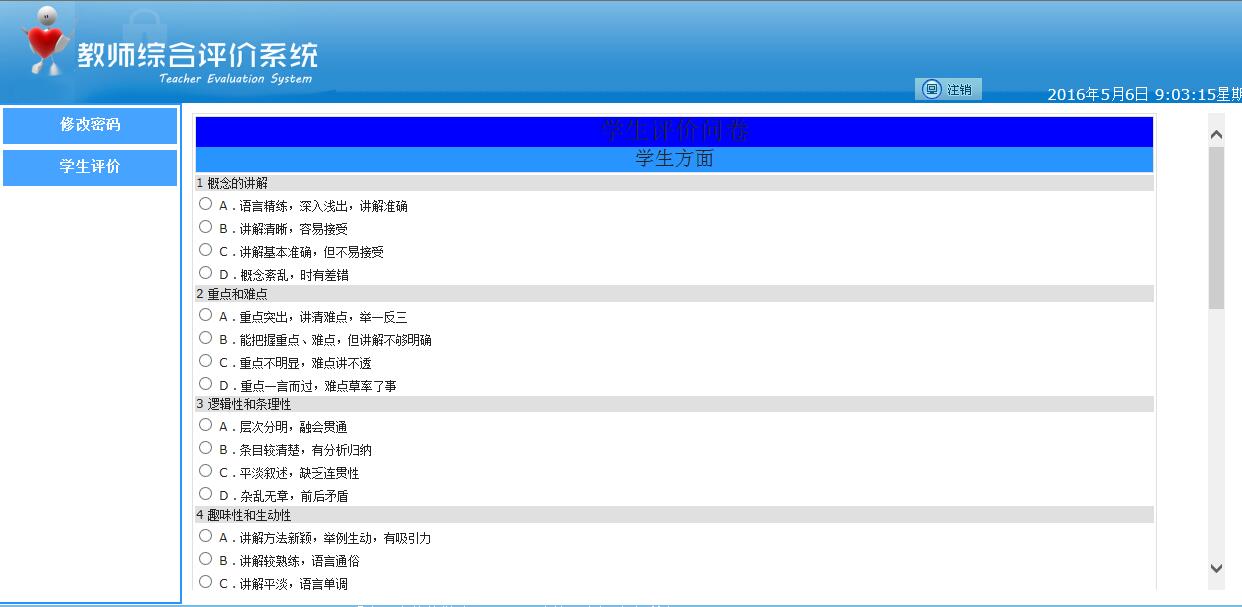 教师综合评价系统
Teacher Evaluation System
注销
2016年5月6日 9:03:15星期
修改密码
学生评价
学生评价问卷
学生方面
1 概念的讲解
A．语言精练，深入浅出，讲解准确
B．讲解清晰，容易接受
C．讲解基本准确，但不易接受
D．概念紊乱，时有差错
2 重点和难点
A．重点突出，讲清难点，举一反三
B．能把握重点、难点，但讲解不够明确
C．重点不明显，难点讲不透
D．重点一言而过，难点草率了事
3 逻辑性和条理性
A．层次分明，融会贯通
B．条目较清楚，有分析归纳
C．平淡叙述，缺乏连贯性
D．杂乱无章，前后矛盾
4 趣味性和生动性
A．讲解方法新颖，举例生动，有吸引力
B．讲解较熟练，语言通俗
C．讲解平淡，语言单调